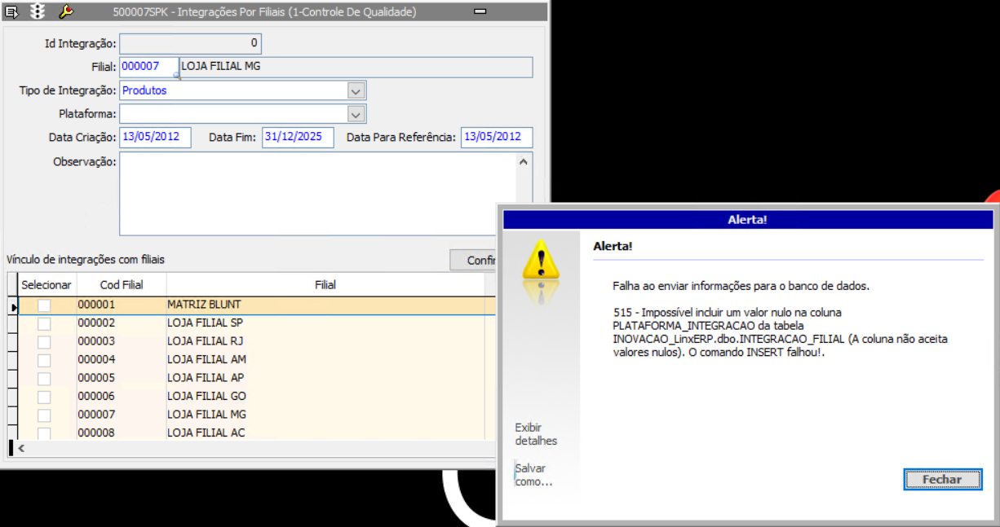 500007SPK - Integrações Por Filiais (1-Controle De Qualidade)
Id Integração: 0
Filial: 000007 LOJA FILIAL MG
Tipo de Integração: Produtos
Plataforma:
Data Criação: 13/05/2012 Data Fim: 31/12/2025 Data Para Referência: 13/05/2012
Observação:
Vínculo de integrações com filiais
Confir
Selecionar Cod Filial Filial
000001 MATRIZ BLUNT
000002 LOJA FILIAL SP
000003 LOJA FILIAL RJ
000004 LOJA FILIAL AM
000005 LOJA FILIAL AP
000006 LOJA FILIAL GO
000007 LOJA FILIAL MG
000008 LOJA FILIAL AC
Alerta!
Alerta!
Falha ao enviar informações para o banco de dados.
515 - Impossível incluir um valor nulo na coluna
PLATAFORMA_INTEGRACAO da tabela
INOVACAO_LinxERP.dbo.INTEGRACAO_FILIAL (A coluna não aceita
valores nulos). O comando INSERT falhou!.
Exibir
detalhes
Salvar
como...
Fechar